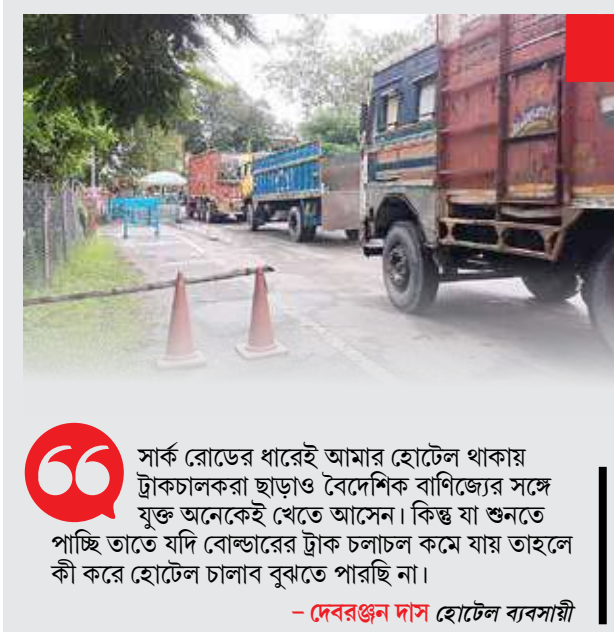 সার্ক রোডের ধারেই আমার হোটেল থাকায়
ট্রাকচালকরা ছাড়াও বৈদেশিক বাণিজ্যের সঙ্গে
যুক্ত অনেকেই খেতে আসেন। কিন্তু যা শুনতে
পাচ্ছি তাতে যদি বোল্ডারের ট্রাক চলাচল কমে যায় তাহলে
কী করে হোটেল চালাব বুঝতে পারছি না।
– দেবরঞ্জন দাস হোটেল ব্যবসায়ী